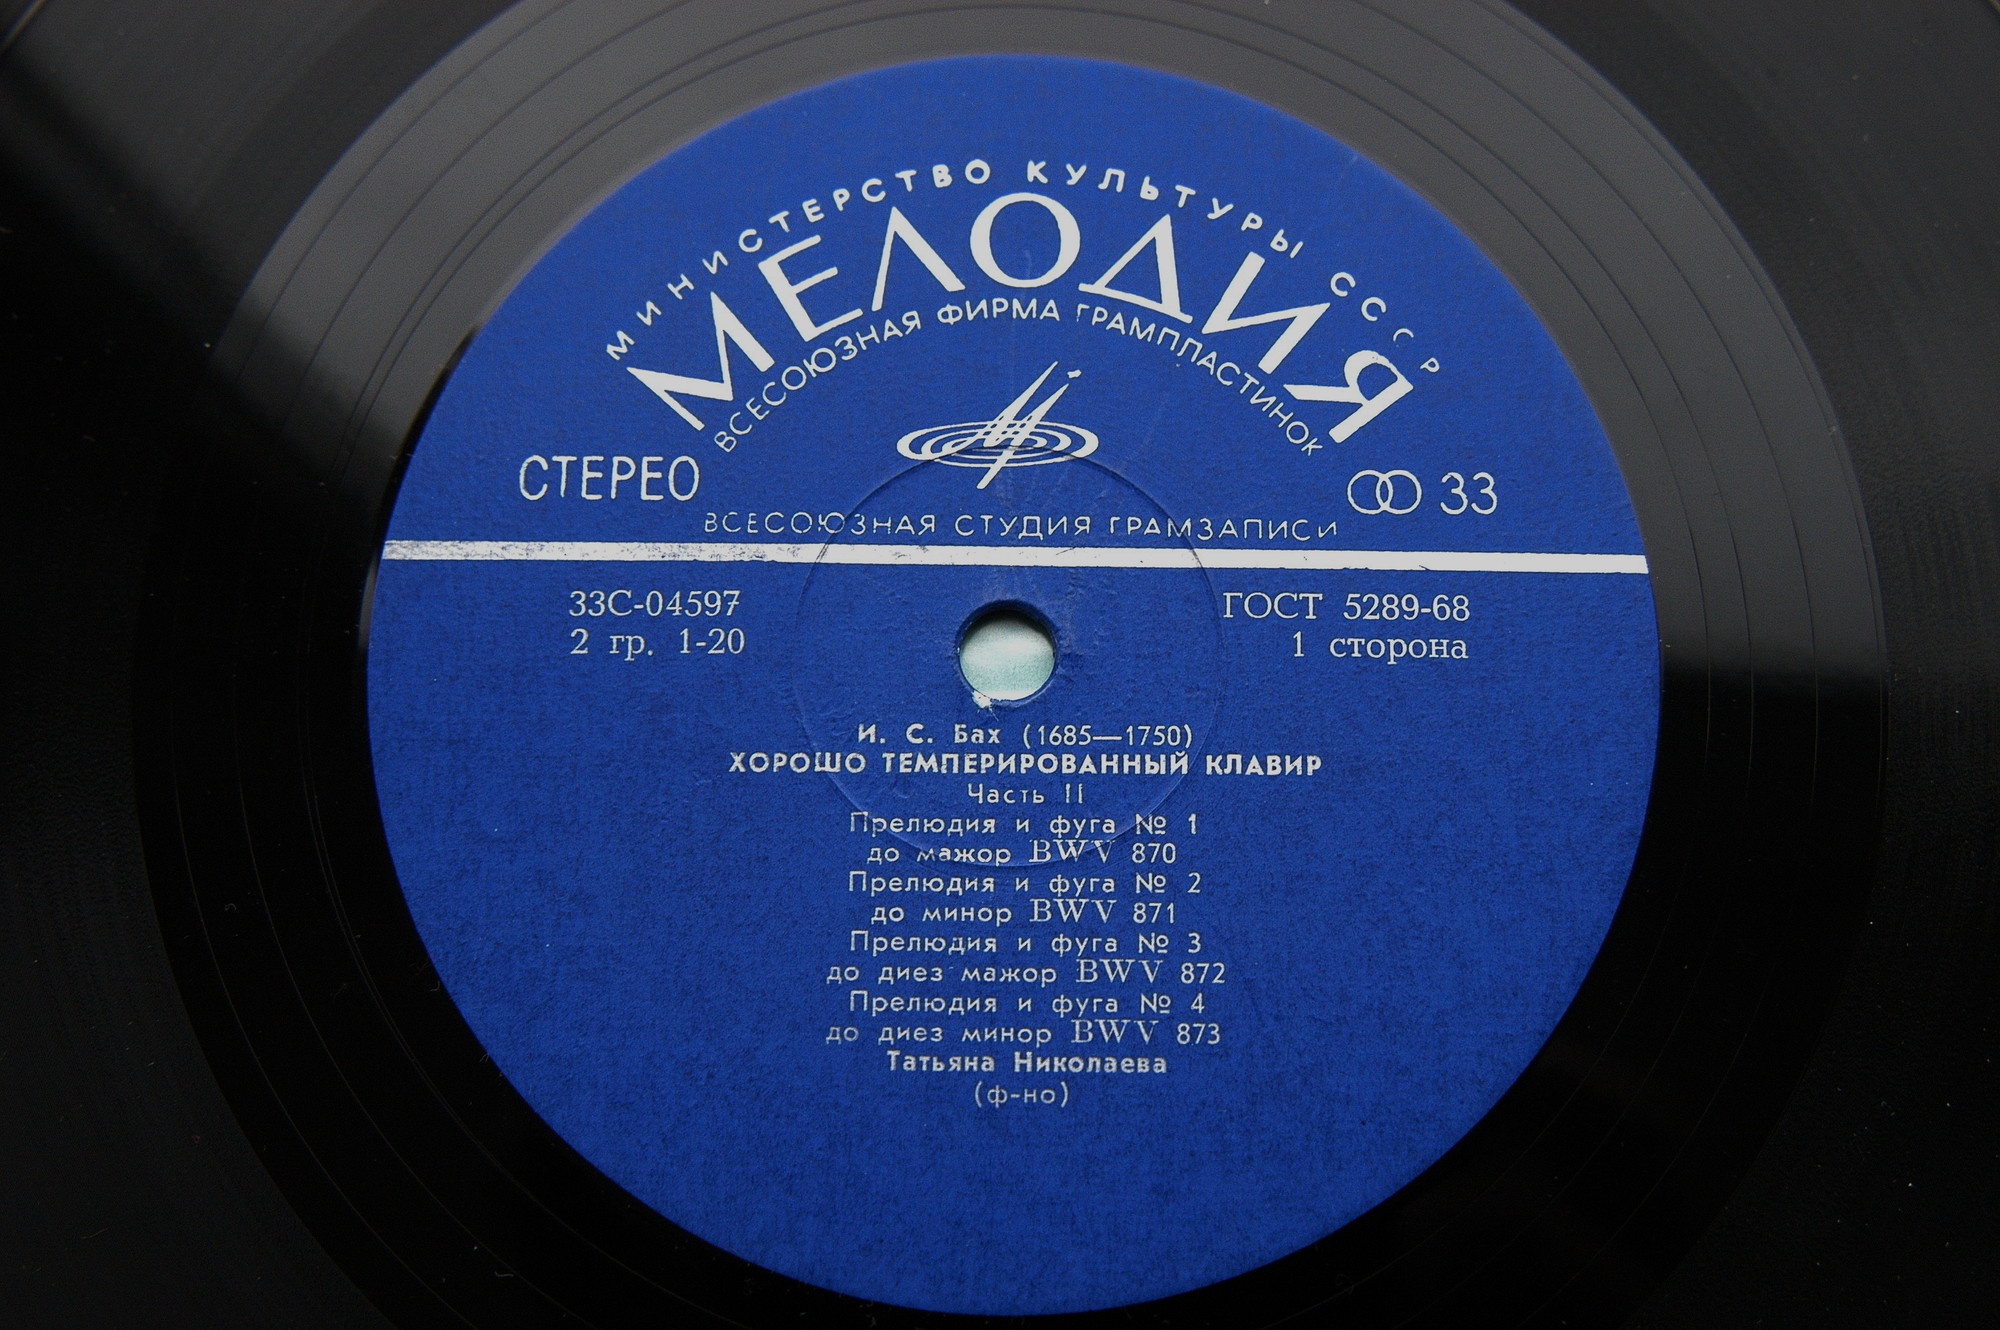 МИНИСТЕРСТВО КУЛЬТУРЫ СССР
МЕЛОДИЯ
ВСЕСОЮЗНАЯ ФИРМА ГРАМПЛАСТИНОК
СТЕРЕО
33
ВСЕСОЮЗНАЯ СТУДИЯ ГРАМЗАПИСИ
33С-04597
ГОСТ 5289-68
2 гр. 1-20
1 сторона
И. С. Бах (1685—1750)
ХОРОШО ТЕМПЕРИРОВАННЫЙ КЛАВИР
Часть II
Прелюдия и фуга № 1
до мажор BWV 870
Прелюдия и фуга № 2
до минор BWV 871
Прелюдия и фуга № 3
до диез мажор BWV 872
Прелюдия и фуга № 4
до диез минор BWV 873
Татьяна Николаева
(ф-но)